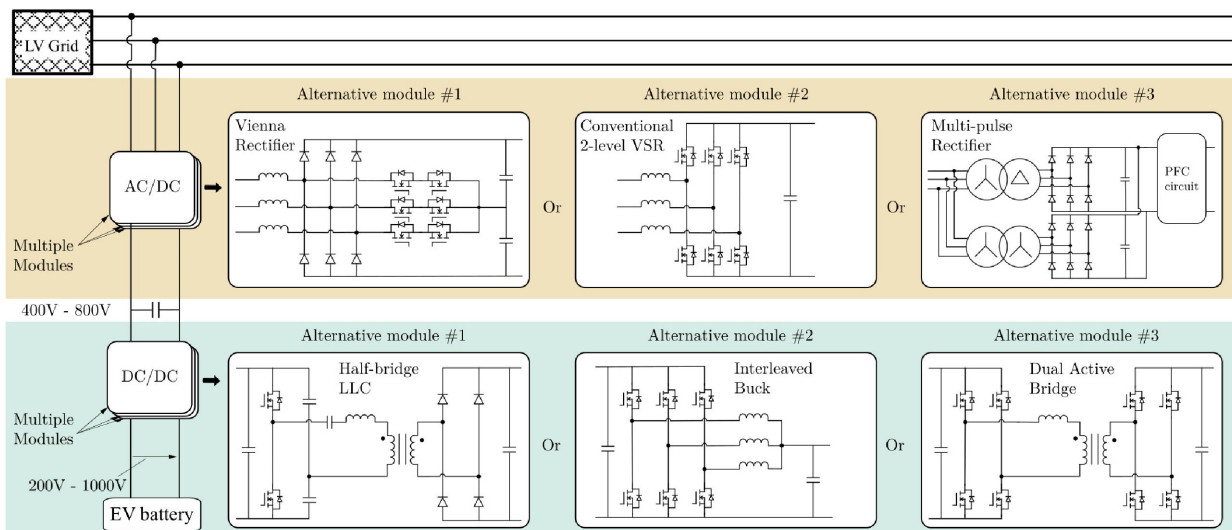 LV Grid
Alternative module #1
Alternative module #2
Alternative module #3
Vienna
Rectifier
Conventional
2-level VSR
Multi-pulse
Rectifier
PFC
circuit
AC/DC
Or
Or
Multiple
Modules
400V - 800V
Alternative module #1
Alternative module #2
Alternative module #3
DC/DC
Half-bridge
LLC
Interleaved
Buck
Dual Active
Bridge
Multiple
Modules
Or
Or
200V - 1000V
EV battery